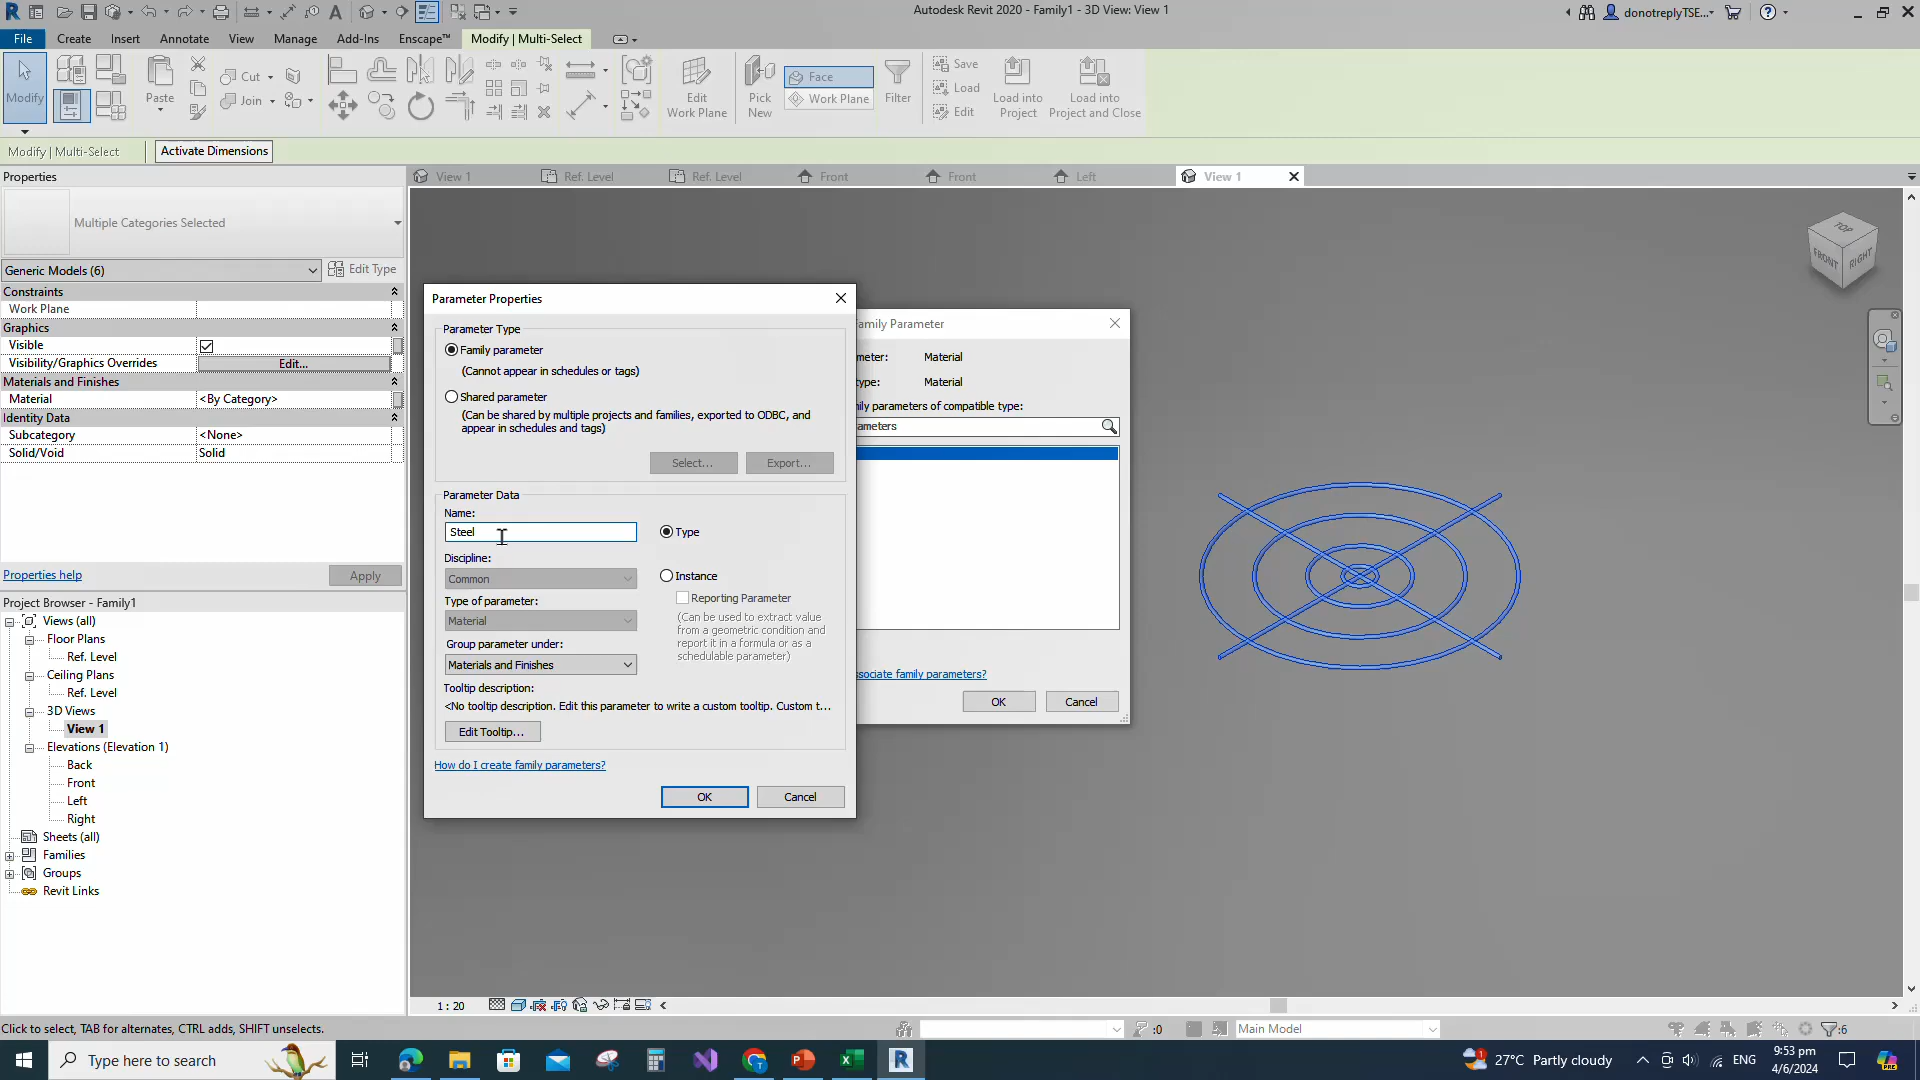 Autodesk Revit 2020 - Family1 - 3D View: View 1
donotreplyTSE...
File Create Insert Annotate View Manage Add-Ins Enscape™ Modify | Multi-Select
Modify
Paste
Cut
Join
Edit
Work Plane
Pick
New
Face
Work Plane
Filter
Save
Load
Edit
Load into
Project
Load into
Project and Close
Modify | Multi-Select Activate Dimensions
Properties
View 1 Ref. Level Ref. Level Front Front Left View 1
Multiple Categories Selected
Generic Models (6) Edit Type
Constraints
Work Plane
Graphics
Visible
Visibility/Graphics Overrides Edit...
Materials and Finishes
Material <By Category>
Identity Data
Subcategory <None>
Solid/Void Solid
Properties help Apply
Project Browser - Family1
Views (all)
Floor Plans
Ref. Level
Ceiling Plans
Ref. Level
3D Views
View 1
Elevations (Elevation 1)
Back
Front
Left
Right
Sheets (all)
Families
Groups
Revit Links
Parameter Properties
Parameter Type
Family parameter
(Cannot appear in schedules or tags)
Shared parameter
(Can be shared by multiple projects and families, exported to ODBC, and
appear in schedules and tags)
Select... Export...
Parameter Data
Name:
Steel
Type
Discipline:
Common
Instance
Type of parameter:
Reporting Parameter
Material
(Can be used to extract value
from a geometric condition and
report it in a formula or as a
schedulable parameter)
Group parameter under:
Materials and Finishes
Tooltip description:
<No tooltip description. Edit this parameter to write a custom tooltip. Custom t...
Edit Tooltip...
How do I create family parameters?
OK Cancel
amily Parameter
meter: Material
ype: Material
ily parameters of compatible type:
ameters
sociate family parameters?
OK Cancel
TOP
FRONT
RIGHT
1 : 20
Click to select, TAB for alternates, CTRL adds, SHIFT unselects.
:0
Main Model
:6
Type here to search
27°C Partly cloudy
ENG
9:53 pm
4/6/2024